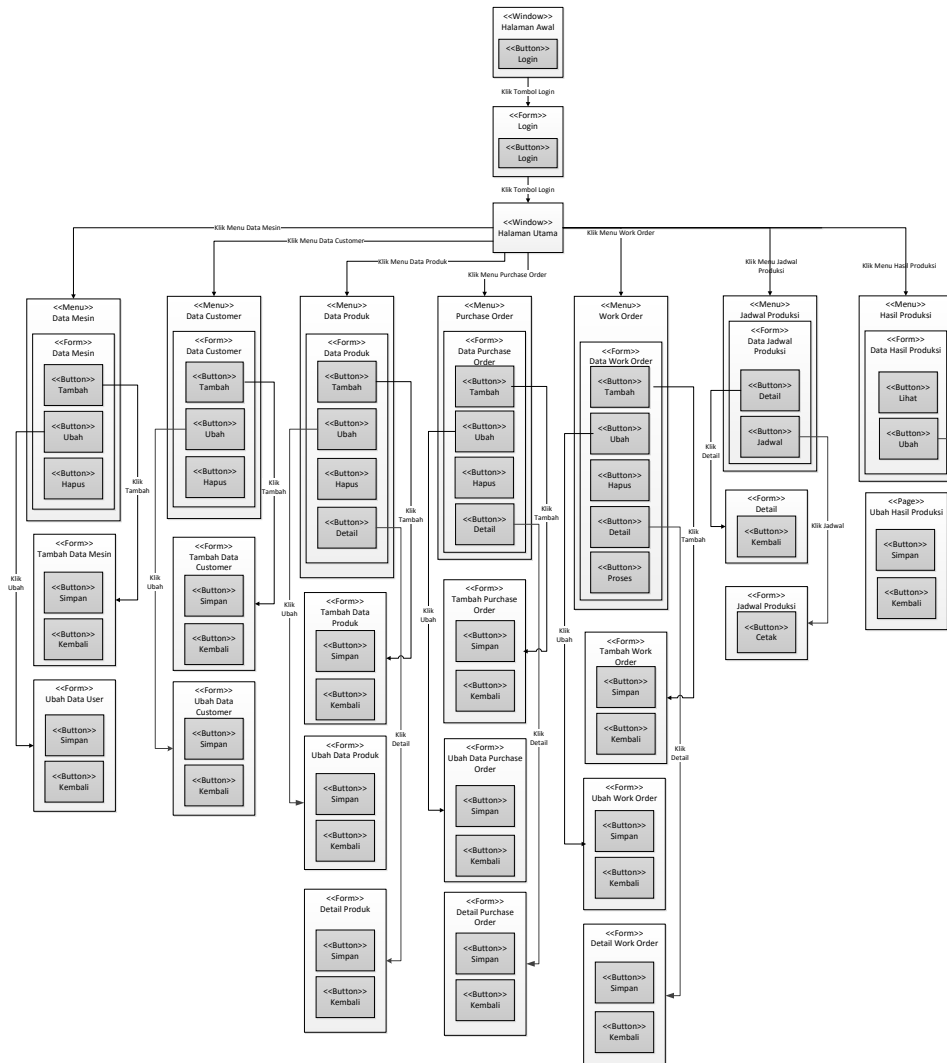 <<Window>>
Halaman Awal
<<Button>>
Login
Klik Tombol Login
<<Form>>
Login
<<Button>>
Login
Klik Tombol Login
<<Window>>
Halaman Utama
Klik Menu Data Mesin
Klik Menu Data Customer
Klik Menu Data Produk
Klik Menu Purchase Order
Klik Menu Work Order
Klik Menu Jadwal
Produksi
Klik Menu Hasil Produksi
<<Menu>>
Data Mesin
<<Form>>
Data Mesin
<<Button>>
Tambah
<<Button>>
Ubah
<<Button>>
Hapus
Klik
Tambah
Klik
Ubah
<<Form>>
Tambah Data Mesin
<<Button>>
Simpan
<<Button>>
Kembali
<<Form>>
Ubah Data User
<<Button>>
Simpan
<<Button>>
Kembali
<<Menu>>
Data Customer
<<Form>>
Data Customer
<<Button>>
Tambah
<<Button>>
Ubah
<<Button>>
Hapus
Klik
Tambah
Klik
Ubah
<<Form>>
Tambah Data
Customer
<<Button>>
Simpan
<<Button>>
Kembali
<<Form>>
Ubah Data
Customer
<<Button>>
Simpan
<<Button>>
Kembali
<<Menu>>
Data Produk
<<Form>>
Data Produk
<<Button>>
Tambah
<<Button>>
Ubah
<<Button>>
Hapus
<<Button>>
Detail
Klik
Tambah
Klik
Ubah
<<Form>>
Tambah Data
Produk
<<Button>>
Simpan
<<Button>>
Kembali
Klik
Detail
<<Form>>
Ubah Data Produk
<<Button>>
Simpan
<<Button>>
Kembali
<<Form>>
Detail Produk
<<Button>>
Simpan
<<Button>>
Kembali
<<Menu>>
Purchase Order
<<Form>>
Data Purchase
Order
<<Button>>
Tambah
<<Button>>
Ubah
<<Button>>
Hapus
<<Button>>
Detail
Klik
Tambah
Klik
Ubah
<<Form>>
Tambah Purchase
Order
<<Button>>
Simpan
<<Button>>
Kembali
Klik
Detail
<<Form>>
Ubah Data Purchase
Order
<<Button>>
Simpan
<<Button>>
Kembali
<<Form>>
Detail Purchase
Order
<<Button>>
Simpan
<<Button>>
Kembali
<<Menu>>
Work Order
<<Form>>
Data Work Order
<<Button>>
Tambah
<<Button>>
Ubah
<<Button>>
Hapus
<<Button>>
Detail
<<Button>>
Proses
Klik
Tambah
Klik
Ubah
<<Form>>
Tambah Work
Order
<<Button>>
Simpan
<<Button>>
Kembali
Klik
Detail
<<Form>>
Ubah Work Order
<<Button>>
Simpan
<<Button>>
Kembali
<<Form>>
Detail Work Order
<<Button>>
Simpan
<<Button>>
Kembali
<<Menu>>
Jadwal Produksi
<<Form>>
Data Jadwal
Produksi
<<Button>>
Detail
<<Button>>
Jadwal
Klik
Detail
<<Form>>
Detail
<<Button>>
Kembali
Klik Jadwal
<<Form>>
Jadwal Produksi
<<Button>>
Cetak
<<Menu>>
Hasil Produksi
<<Form>>
Data Hasil Produksi
<<Button>>
Lihat
<<Button>>
Ubah
<<Page>>
Ubah Hasil Produksi
<<Button>>
Simpan
<<Button>>
Kembali